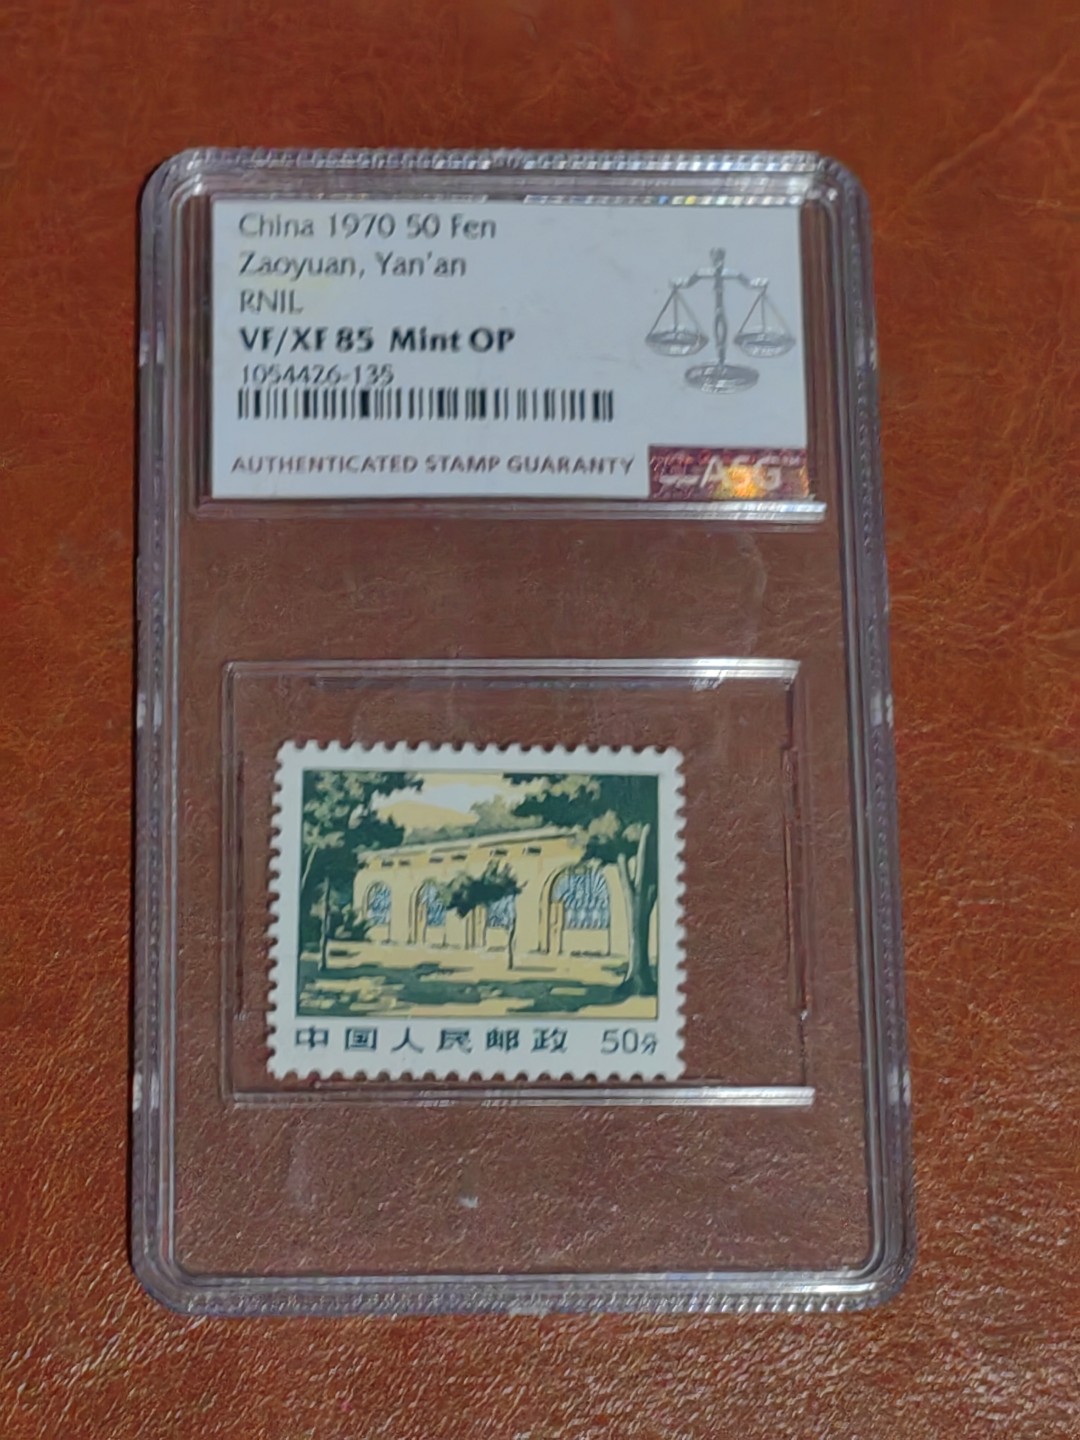 China 1970 50 Fen
Zaoyuan, Yan'an
RNIL
VF/XF 85 Mint OP
1054426-135
AUTHENTICATED STAMP GUARANTY
ASG
中国人民邮政 50分